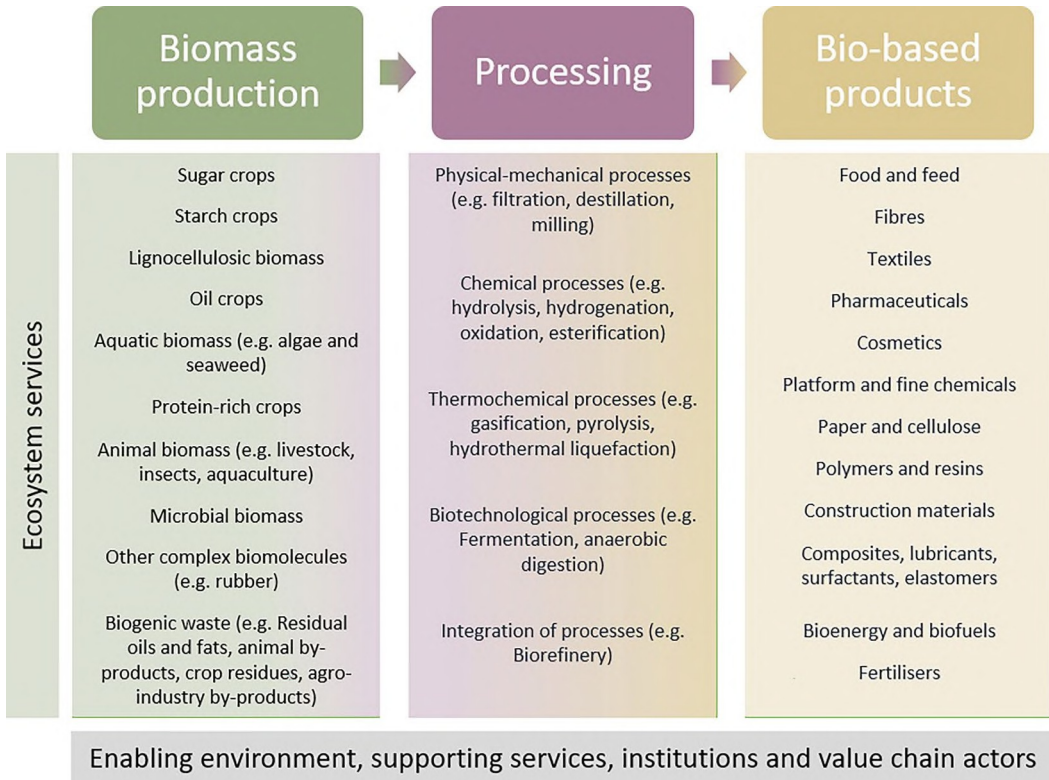 Biomass
production
Processing
Bio-based
products
Ecosystem services
Sugar crops
Starch crops
Lignocellulosic biomass
Oil crops
Aquatic biomass (e.g. algae and
seaweed)
Protein-rich crops
Animal biomass (e.g. livestock,
insects, aquaculture)
Microbial biomass
Other complex biomolecules
(e.g. rubber)
Biogenic waste (e.g. Residual
oils and fats, animal by-
products, crop residues, agro-
industry by-products)
Physical-mechanical processes
(e.g. filtration, destillation,
milling)
Chemical processes (e.g.
hydrolysis, hydrogenation,
oxidation, esterification)
Thermochemical processes (e.g.
gasification, pyrolysis,
hydrothermal liquefaction)
Biotechnological processes (e.g.
Fermentation, anaerobic
digestion)
Integration of processes (e.g.
Biorefinery)
Food and feed
Fibres
Textiles
Pharmaceuticals
Cosmetics
Platform and fine chemicals
Paper and cellulose
Polymers and resins
Construction materials
Composites, lubricants,
surfactants, elastomers
Bioenergy and biofuels
Fertilisers
Enabling environment, supporting services, institutions and value chain actors